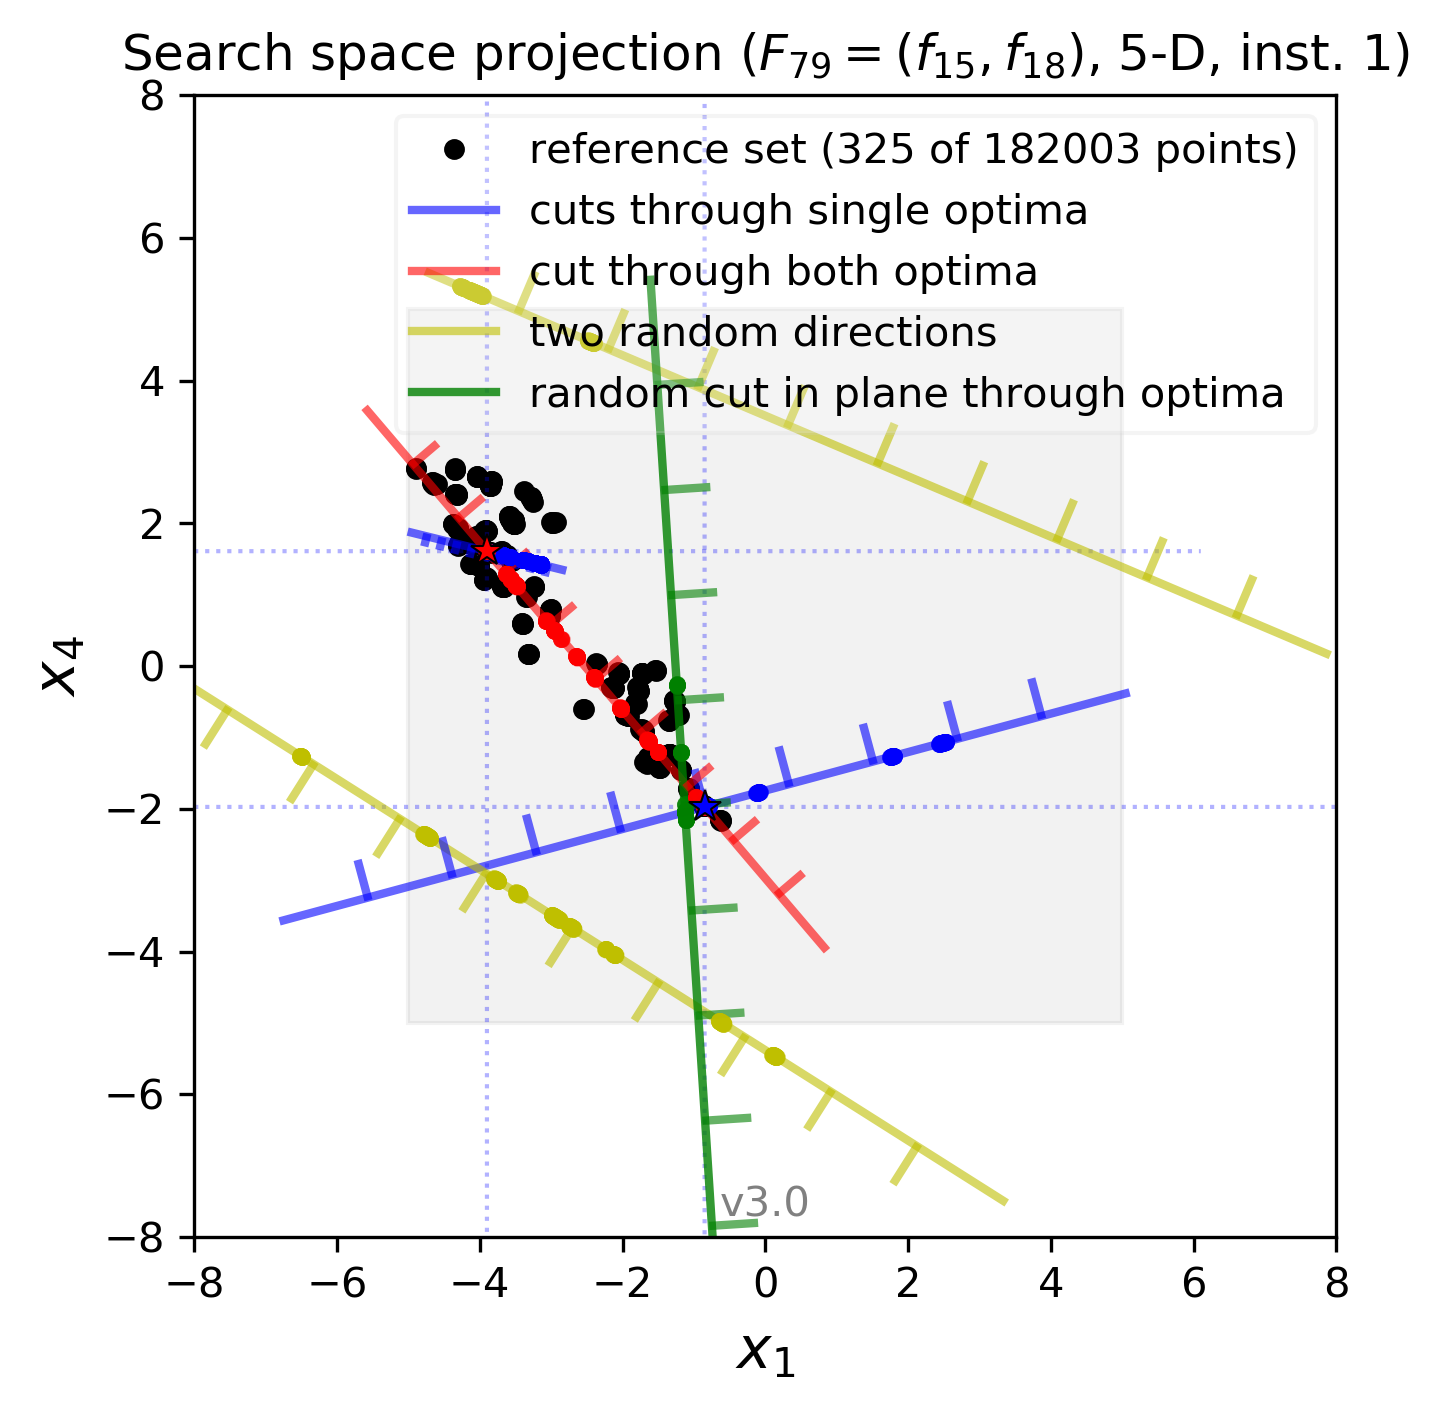 Search space projection (F₇₉ = (f₁₅, f₁₈), 5-D, inst. 1)
8
6
4
2
0
−2
−4
−6
−8
x₄
reference set (325 of 182003 points)
cuts through single optima
cut through both optima
two random directions
random cut in plane through optima
v3.0
−8 −6 −4 −2 0 2 4 6 8
x₁